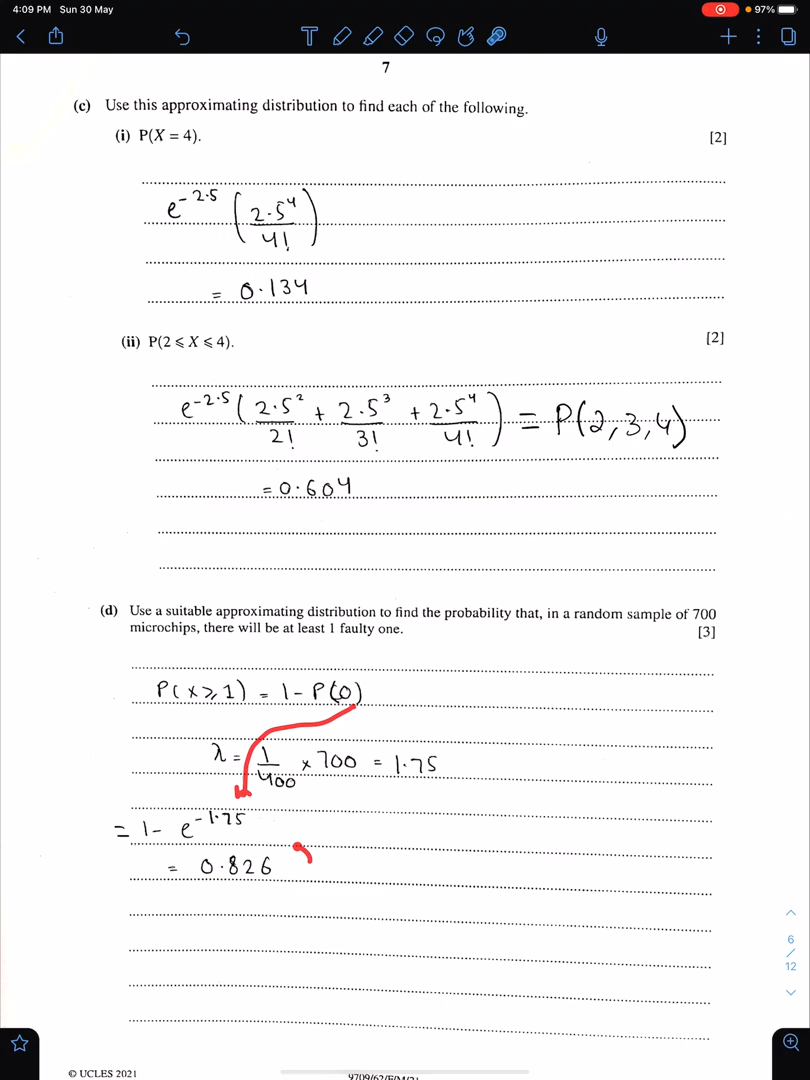 4:09 PM Sun 30 May 97%
7
(c) Use this approximating distribution to find each of the following.
(i) P(X = 4). [2]
e^-2.5 (2.5^4/4!)
= 0.134
(ii) P(2 ⩽ X ⩽ 4). [2]
e^-2.5 (2.5^2/2! + 2.5^3/3! + 2.5^4/4!) = P(2,3,4)
= 0.604
(d) Use a suitable approximating distribution to find the probability that, in a random sample of 700
microchips, there will be at least 1 faulty one. [3]
P(X ⩾ 1) = 1 - P(0)
λ = 1/400 × 700 = 1.75
= 1 - e^-1.75
= 0.826
6
/
12
© UCLES 2021 9709/62/F/M/21